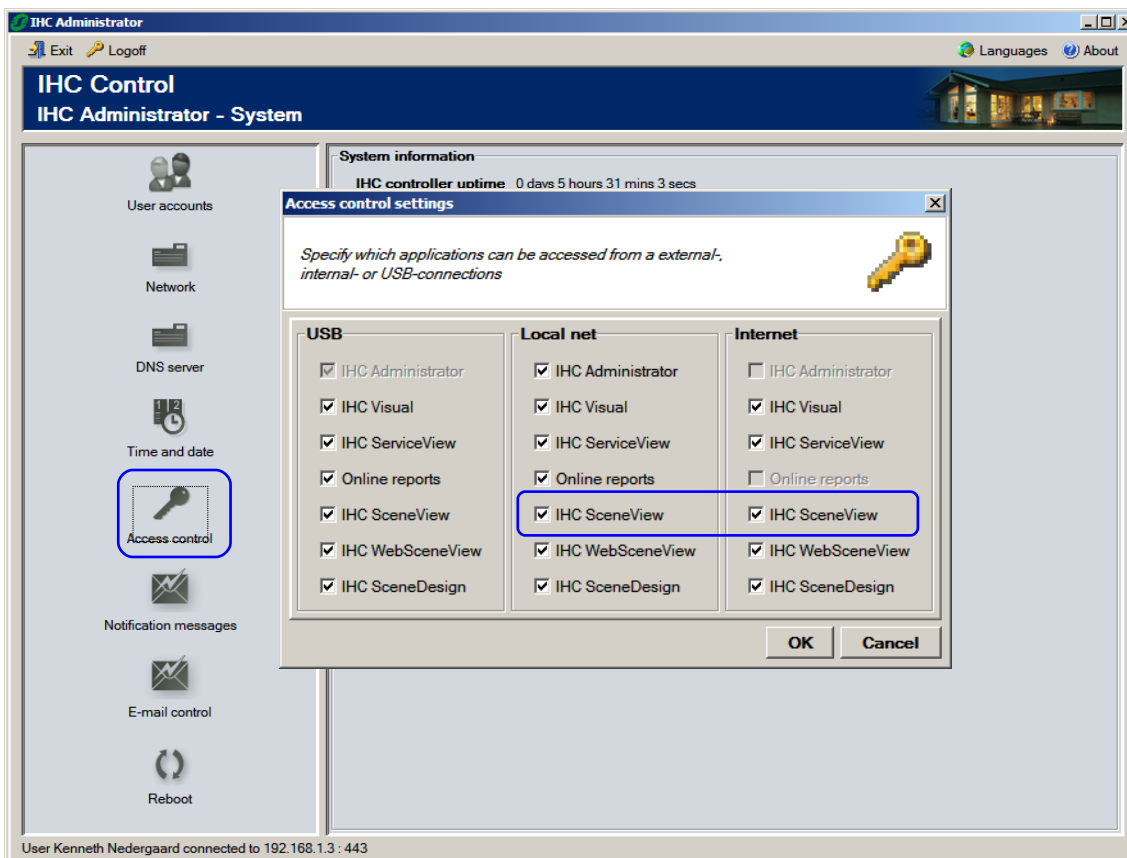 IHC Administrator
Exit Logoff Languages About
IHC Control
IHC Administrator - System
User accounts
Network
DNS server
Time and date
1 2
Access control
Notification messages
E-mail control
Reboot
System information
IHC controller uptime 0 days 5 hours 31 mins 3 secs
Access control settings
Specify which applications can be accessed from a external-,
internal- or USB-connections
USB
IHC Administrator
IHC Visual
IHC ServiceView
Online reports
IHC SceneView
IHC WebSceneView
IHC SceneDesign
Local net
IHC Administrator
IHC Visual
IHC ServiceView
Online reports
IHC SceneView
IHC WebSceneView
IHC SceneDesign
Internet
IHC Administrator
IHC Visual
IHC ServiceView
Online reports
IHC SceneView
IHC WebSceneView
IHC SceneDesign
OK Cancel
User Kenneth Nedergaard connected to 192.168.1.3 : 443